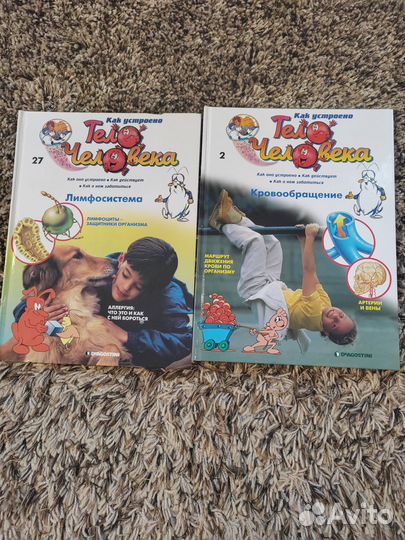 Как устроено
Тело
Человека
27
Как оно устроено • Как действует
• Как о нем заботиться
Лимфосистема
ЛИМФОЦИТЫ -
ЗАЩИТНИКИ ОРГАНИЗМА
АЛЛЕРГИЯ:
ЧТО ЭТО И КАК
С НЕЙ БОРОТЬСЯ
DEAGOSTINI
Как устроено
Тело
Человека
2
Как оно устроено • Как действует
• Как о нем заботиться
Кровообращение
МАРШРУТ
ДВИЖЕНИЯ
КРОВИ ПО
ОРГАНИЗМУ
АРТЕРИИ
И ВЕНЫ
DEAGOSTINI
Avito